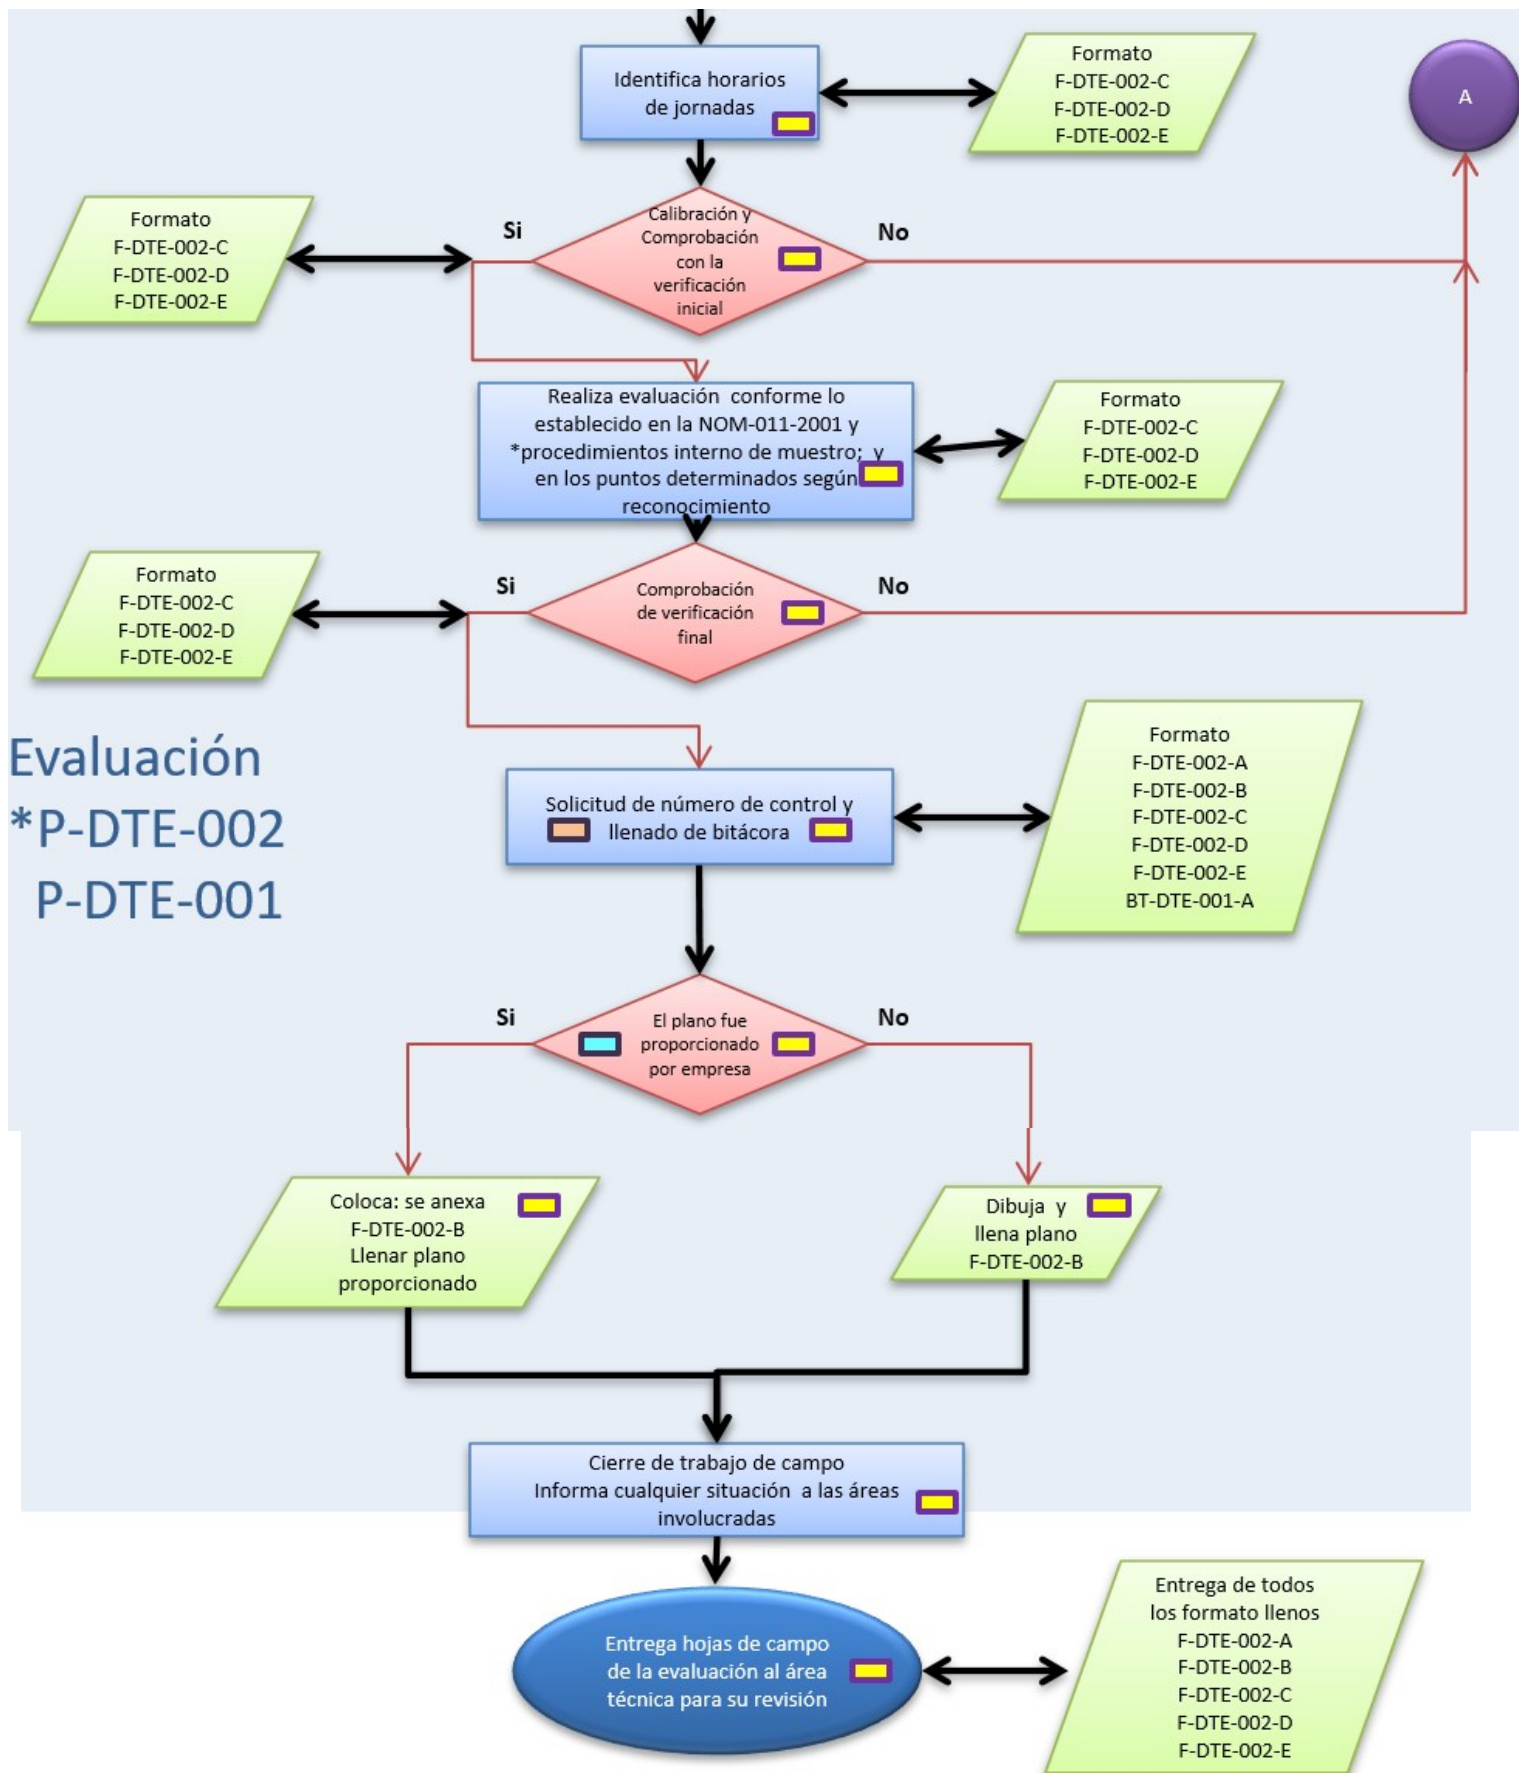 Identifica horarios
de jornadas
Formato
F-DTE-002-C
F-DTE-002-D
F-DTE-002-E
A
Formato
F-DTE-002-C
F-DTE-002-D
F-DTE-002-E
Si
Calibración y
Comprobación
con la
verificación
inicial
No
Realiza evaluación conforme lo
establecido en la NOM-011-2001 y
*procedimientos interno de muestro; y
en los puntos determinados según
reconocimiento
Formato
F-DTE-002-C
F-DTE-002-D
F-DTE-002-E
Formato
F-DTE-002-C
F-DTE-002-D
F-DTE-002-E
Si
Comprobación
de verificación
final
No
Evaluación
*P-DTE-002
P-DTE-001
Solicitud de número de control y
llenado de bitácora
Formato
F-DTE-002-A
F-DTE-002-B
F-DTE-002-C
F-DTE-002-D
F-DTE-002-E
BT-DTE-001-A
Si
El plano fue
proporcionado
por empresa
No
Coloca: se anexa
F-DTE-002-B
Llenar plano
proporcionado
Dibuja y
llena plano
F-DTE-002-B
Cierre de trabajo de campo
Informa cualquier situación a las áreas
involucradas
Entrega hojas de campo
de la evaluación al área
técnica para su revisión
Entrega de todos
los formato llenos
F-DTE-002-A
F-DTE-002-B
F-DTE-002-C
F-DTE-002-D
F-DTE-002-E